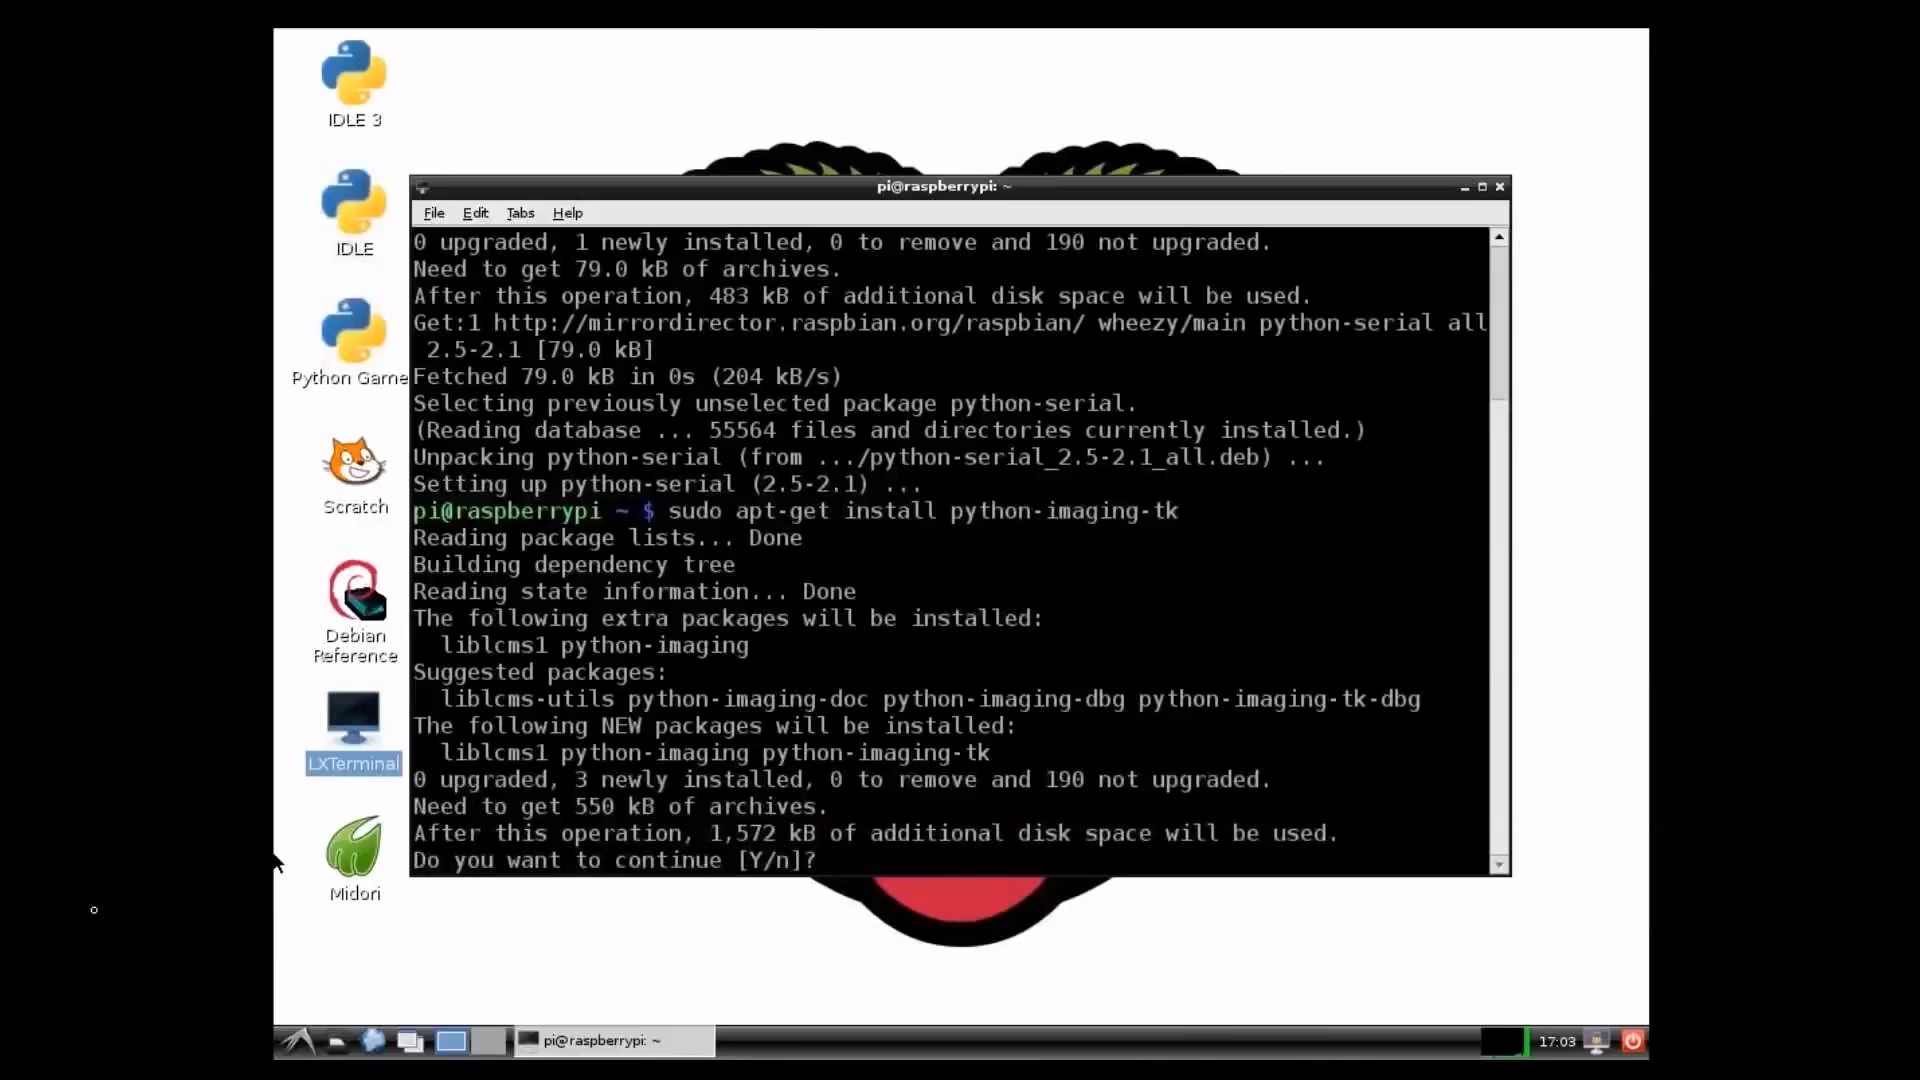 IDLE 3
IDLE
Python Game
Scratch
Debian
Reference
LXTerminal
Midori
pi@raspberrypi: ~
File Edit Tabs Help
0 upgraded, 1 newly installed, 0 to remove and 190 not upgraded.
Need to get 79.0 kB of archives.
After this operation, 483 kB of additional disk space will be used.
Get:1 http://mirrordirector.raspbian.org/raspbian/ wheezy/main python-serial all
2.5-2.1 [79.0 kB]
Fetched 79.0 kB in 0s (204 kB/s)
Selecting previously unselected package python-serial.
(Reading database ... 55564 files and directories currently installed.)
Unpacking python-serial (from .../python-serial_2.5-2.1_all.deb) ...
Setting up python-serial (2.5-2.1) ...
pi@raspberrypi ~ $ sudo apt-get install python-imaging-tk
Reading package lists... Done
Building dependency tree
Reading state information... Done
The following extra packages will be installed:
liblcms1 python-imaging
Suggested packages:
liblcms-utils python-imaging-doc python-imaging-dbg python-imaging-tk-dbg
The following NEW packages will be installed:
liblcms1 python-imaging python-imaging-tk
0 upgraded, 3 newly installed, 0 to remove and 190 not upgraded.
Need to get 550 kB of archives.
After this operation, 1,572 kB of additional disk space will be used.
Do you want to continue [Y/n]?
pi@raspberrypi: ~
17:03